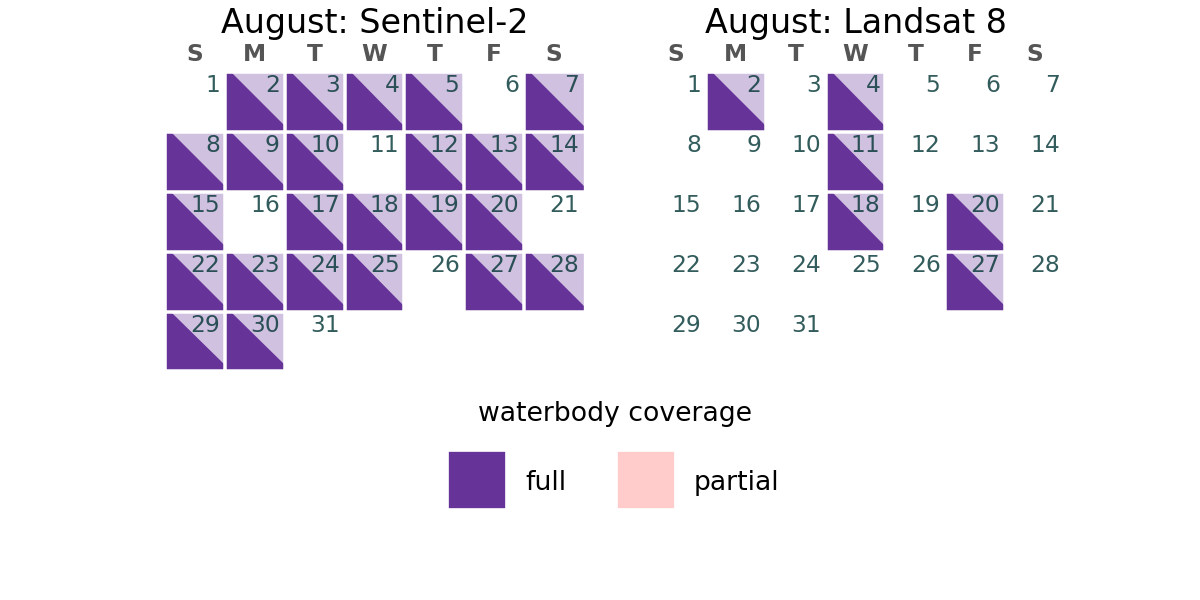 August: Sentinel-2
S M T W T F S
1 2 3 4 5 6 7
8 9 10 11 12 13 14
15 16 17 18 19 20 21
22 23 24 25 26 27 28
29 30 31
August: Landsat 8
S M T W T F S
1 2 3 4 5 6 7
8 9 10 11 12 13 14
15 16 17 18 19 20 21
22 23 24 25 26 27 28
29 30 31
waterbody coverage
full
partial